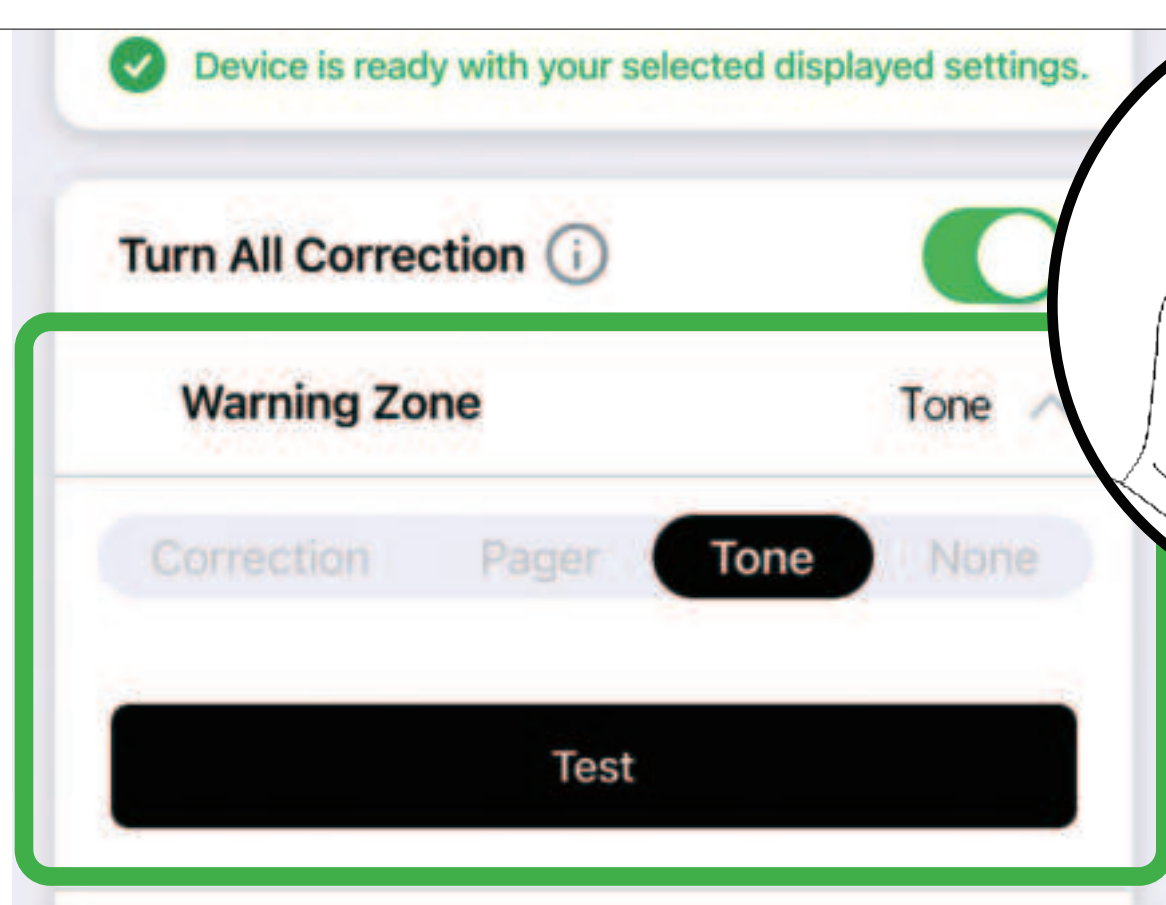 Device is ready with your selected displayed settings.
Turn All Correction
Warning Zone Tone
Correction Pager Tone None
Test